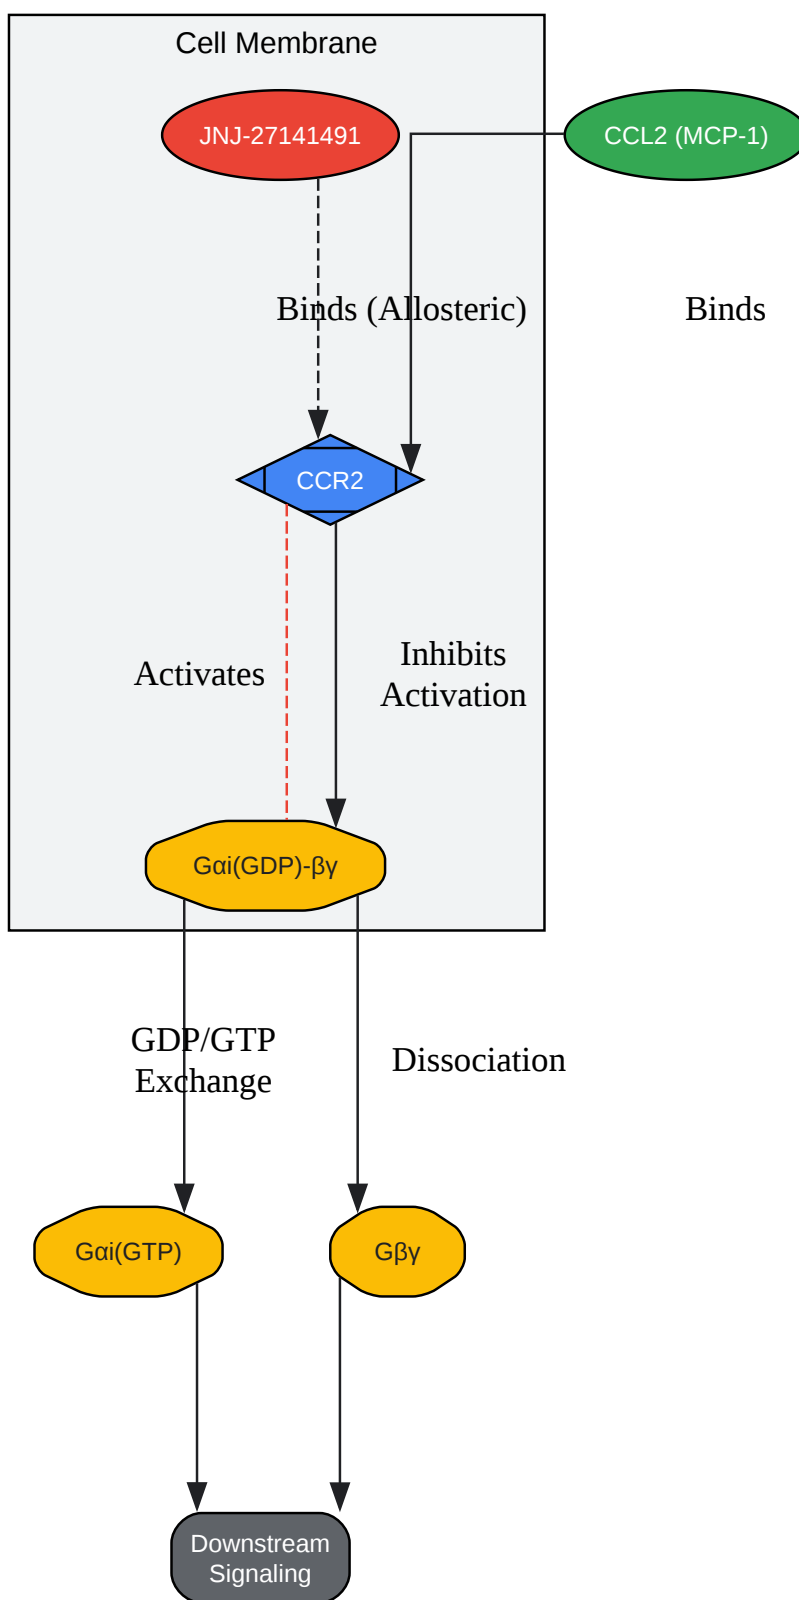 Cell Membrane
JNJ-27141491
CCL2 (MCP-1)
Binds (Allosteric)
Binds
CCR2
Activates
Inhibits
Activation
Gαi(GDP)-βγ
GDP/GTP
Exchange
Dissociation
Gαi(GTP)
Gβγ
Downstream
Signaling